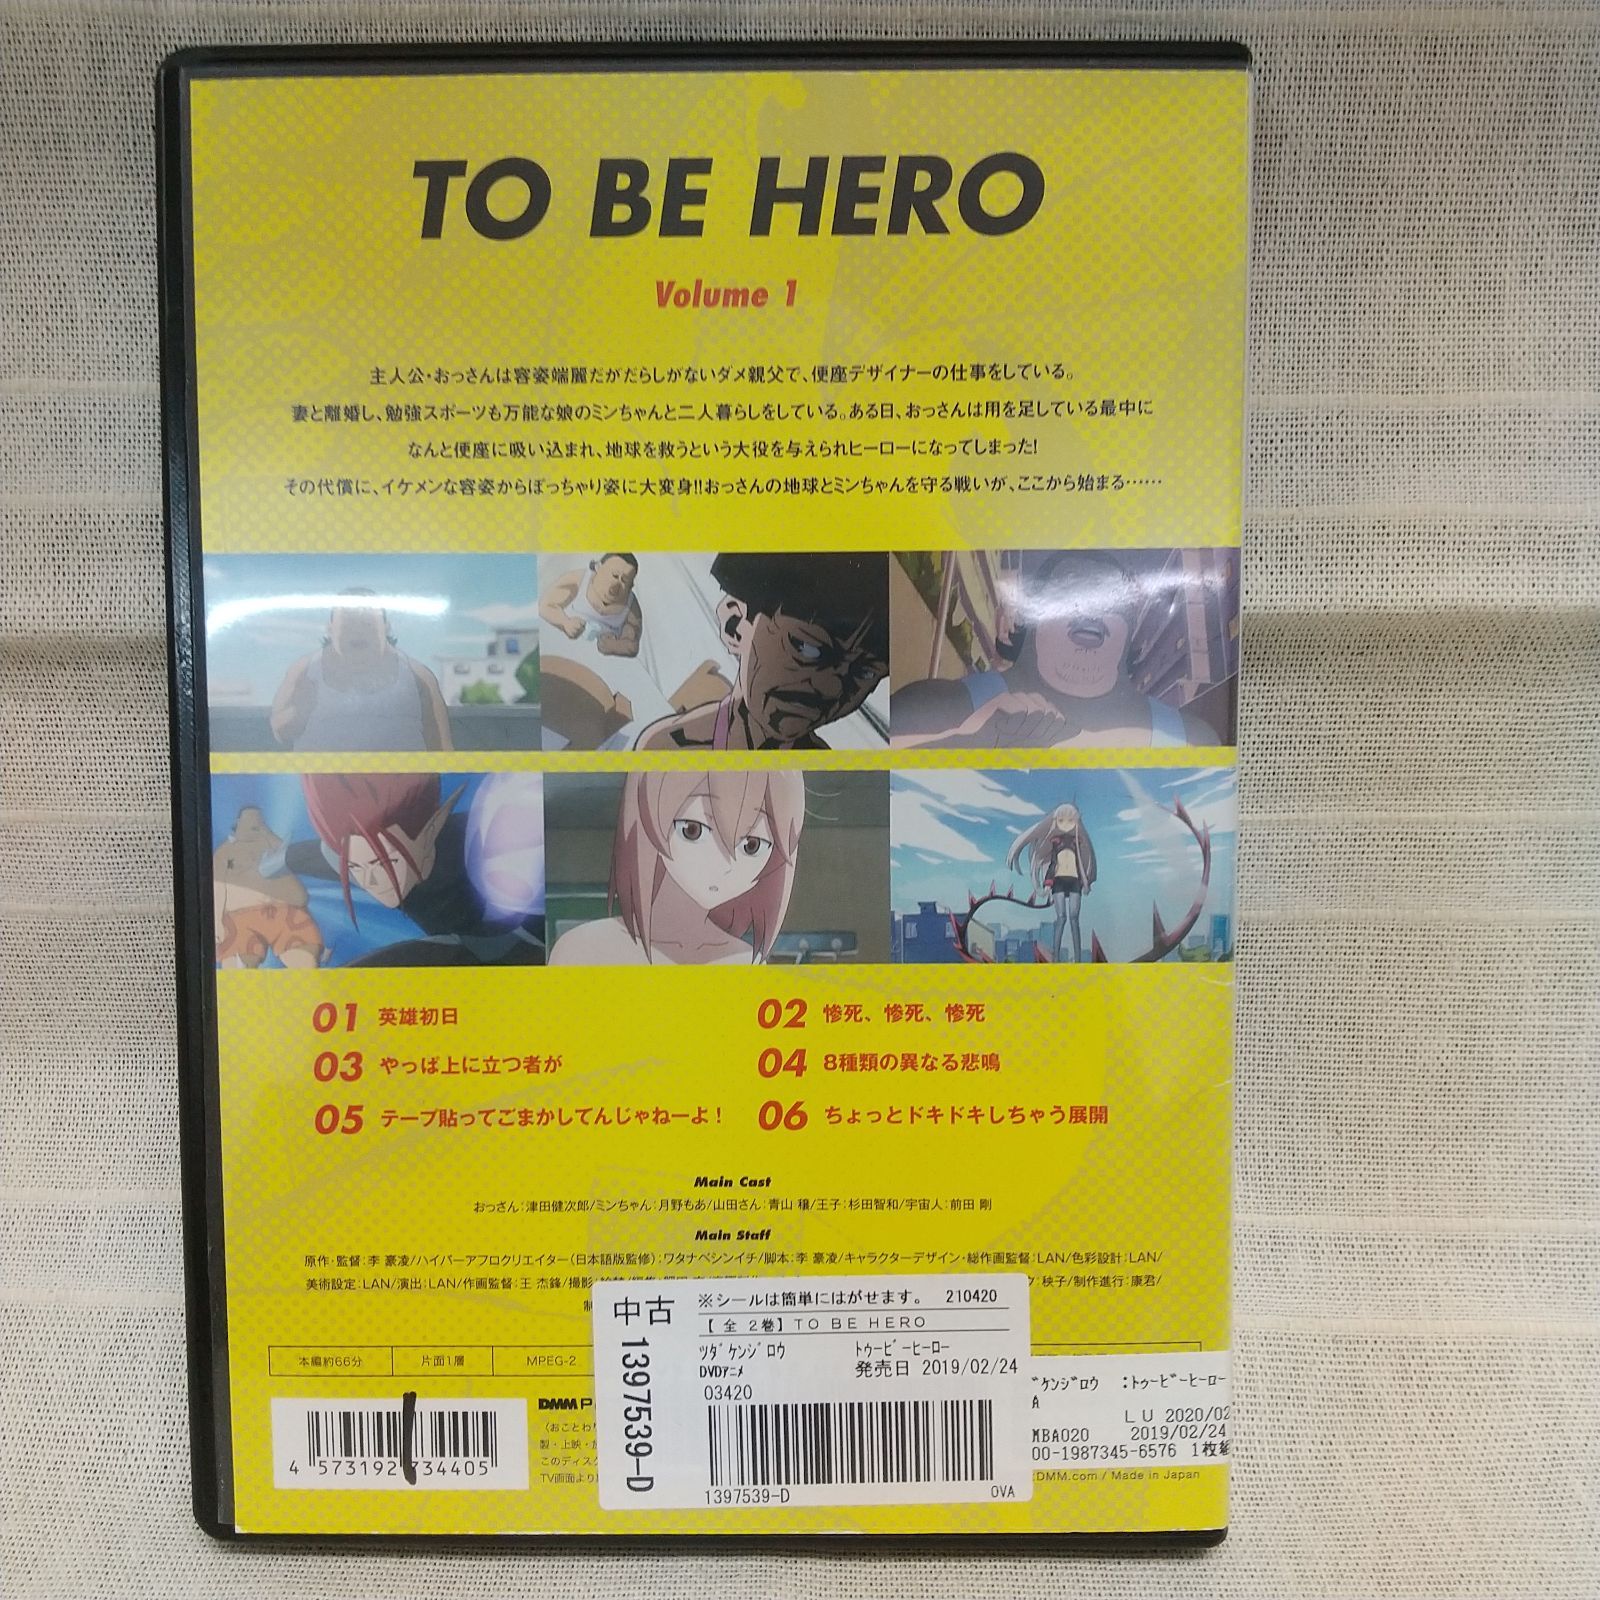 TO BE HERO
Volume 1
主人公・おっさんは容姿端麗だがだらしがないダメ親父で、便座デザイナーの仕事をしている。
妻と離婚し、勉強スポーツも万能な娘のミンちゃんと二人暮らしをしている。ある日、おっさんは用を足している最中に
なんと便座に吸い込まれ、地球を救うという大役を与えられヒーローになってしまった!
その代償に、イケメンな容姿からぽっちゃり姿に大変身!!おっさんの地球とミンちゃんを守る戦いが、ここから始まる……
01 英雄初日
02 惨死、惨死、惨死
03 やっぱ上に立つ者が
04 8種類の異なる悲鳴
05 テープ貼ってごまかしてんじゃねーよ!
06 ちょっとドキドキしちゃう展開
Main Cast
おっさん:津田健次郎/ミンちゃん:月野もあ/山田さん:青山 穣/王子:杉田智和/宇宙人:前田 剛
Main Staff
原作・監督:李 豪凌/ハイパーアフロクリエイター(日本語版監修):ワタナベシンイチ/脚本:李 豪凌/キャラクターデザイン・総作画監督:LAN/色彩設計:LAN/
美術設定:LAN/演出:LAN/作画監督:王 杰鋒/撮影 秧子/制作進行:康君/
制
本編約66分 片面1層 MPEG-2
4 573192 734405
DMM P
(おことわり
製・上映・放
このディスク
TV画面より
中古
1397539-D
※シールは簡単にはがせます。 210420
【全 2巻】TO BE HERO
ツダケンジロウ トゥービーヒーロー
DVDアニメ 発売日 2019/02/24
03420
1397539-D OVA
ダケンジロウ :トゥービーヒーロー
A
LU 2020/02
MBA020 2019/02/24
00-1987345-6576 1枚組
DMM.com / Made in Japan